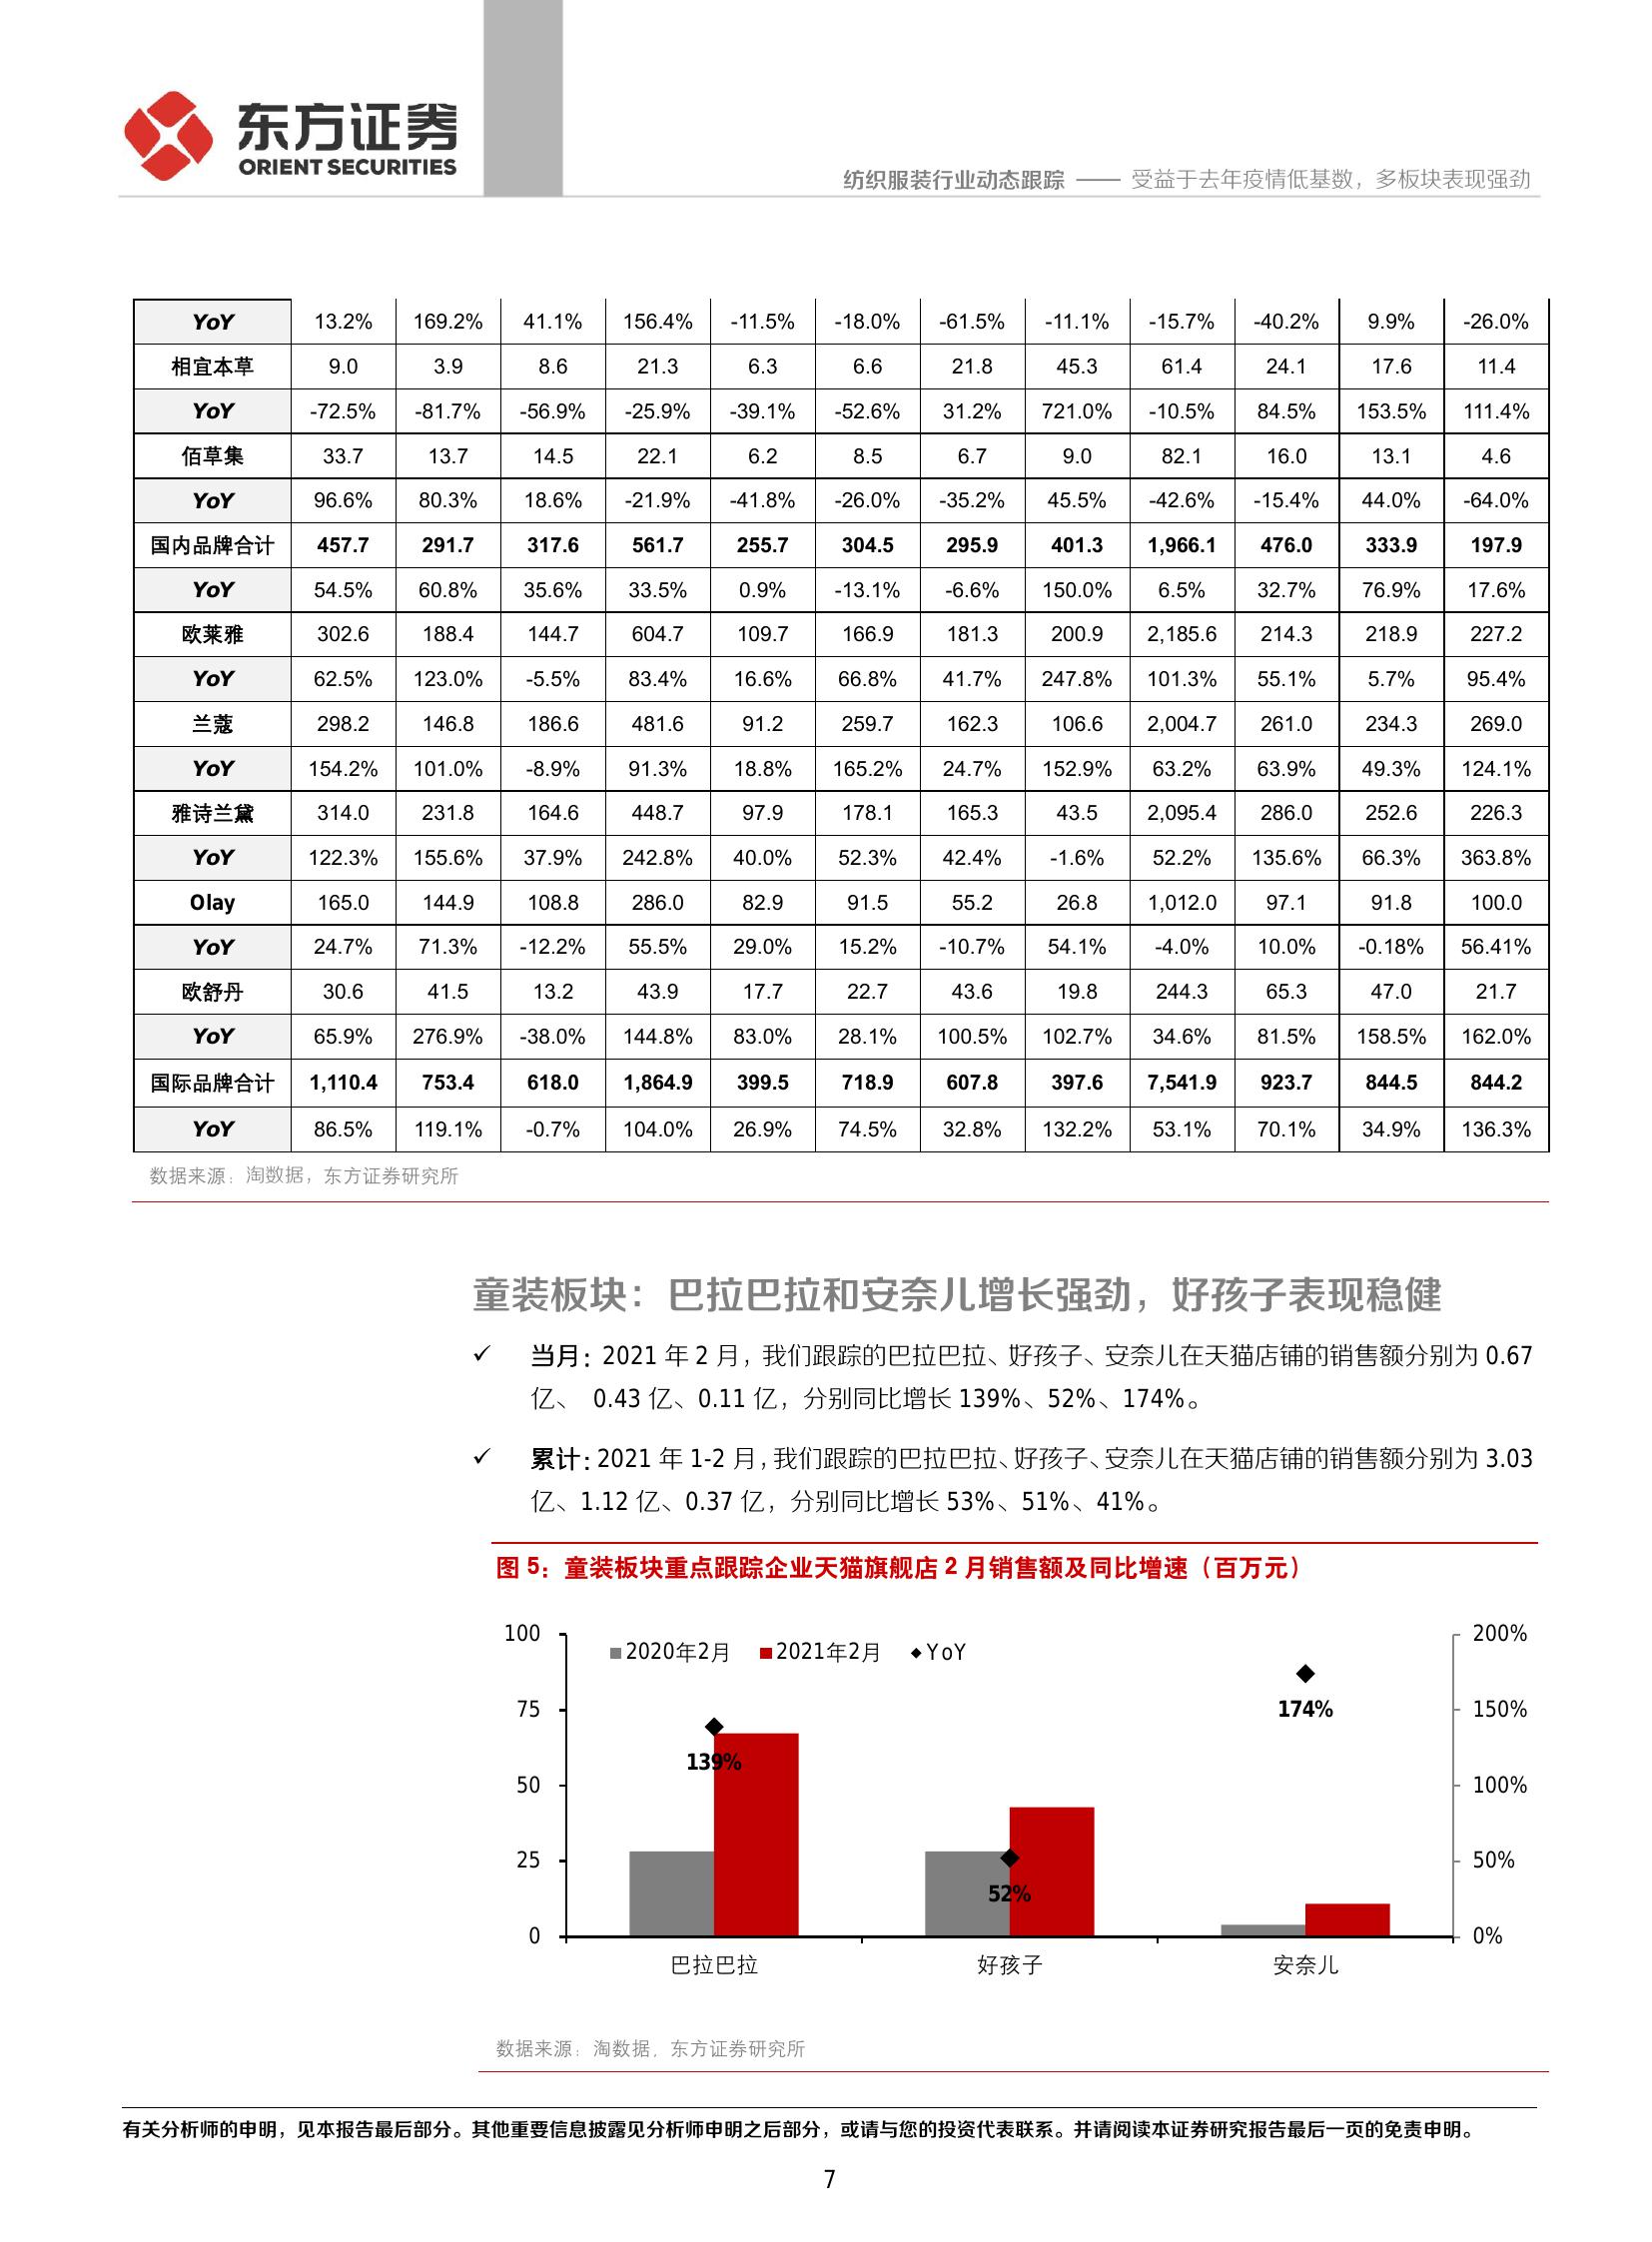 东方证券
ORIENT SECURITIES
纺织服装行业动态跟踪 —— 受益于去年疫情低基数，多板块表现强劲
YoY 13.2% 169.2% 41.1% 156.4% -11.5% -18.0% -61.5% -11.1% -15.7% -40.2% 9.9% -26.0%
相宜本草 9.0 3.9 8.6 21.3 6.3 6.6 21.8 45.3 61.4 24.1 17.6 11.4
YoY -72.5% -81.7% -56.9% -25.9% -39.1% -52.6% 31.2% 721.0% -10.5% 84.5% 153.5% 111.4%
佰草集 33.7 13.7 14.5 22.1 6.2 8.5 6.7 9.0 82.1 16.0 13.1 4.6
YoY 96.6% 80.3% 18.6% -21.9% -41.8% -26.0% -35.2% 45.5% -42.6% -15.4% 44.0% -64.0%
国内品牌合计 457.7 291.7 317.6 561.7 255.7 304.5 295.9 401.3 1,966.1 476.0 333.9 197.9
YoY 54.5% 60.8% 35.6% 33.5% 0.9% -13.1% -6.6% 150.0% 6.5% 32.7% 76.9% 17.6%
欧莱雅 302.6 188.4 144.7 604.7 109.7 166.9 181.3 200.9 2,185.6 214.3 218.9 227.2
YoY 62.5% 123.0% -5.5% 83.4% 16.6% 66.8% 41.7% 247.8% 101.3% 55.1% 5.7% 95.4%
兰蔻 298.2 146.8 186.6 481.6 91.2 259.7 162.3 106.6 2,004.7 261.0 234.3 269.0
YoY 154.2% 101.0% -8.9% 91.3% 18.8% 165.2% 24.7% 152.9% 63.2% 63.9% 49.3% 124.1%
雅诗兰黛 314.0 231.8 164.6 448.7 97.9 178.1 165.3 43.5 2,095.4 286.0 252.6 226.3
YoY 122.3% 155.6% 37.9% 242.8% 40.0% 52.3% 42.4% -1.6% 52.2% 135.6% 66.3% 363.8%
Olay 165.0 144.9 108.8 286.0 82.9 91.5 55.2 26.8 1,012.0 97.1 91.8 100.0
YoY 24.7% 71.3% -12.2% 55.5% 29.0% 15.2% -10.7% 54.1% -4.0% 10.0% -0.18% 56.41%
欧舒丹 30.6 41.5 13.2 43.9 17.7 22.7 43.6 19.8 244.3 65.3 47.0 21.7
YoY 65.9% 276.9% -38.0% 144.8% 83.0% 28.1% 100.5% 102.7% 34.6% 81.5% 158.5% 162.0%
国际品牌合计 1,110.4 753.4 618.0 1,864.9 399.5 718.9 607.8 397.6 7,541.9 923.7 844.5 844.2
YoY 86.5% 119.1% -0.7% 104.0% 26.9% 74.5% 32.8% 132.2% 53.1% 70.1% 34.9% 136.3%
数据来源：淘数据，东方证券研究所
童装板块：巴拉巴拉和安奈儿增长强劲，好孩子表现稳健
✓ 当月：2021 年 2 月，我们跟踪的巴拉巴拉、好孩子、安奈儿在天猫店铺的销售额分别为 0.67
亿、 0.43 亿、0.11 亿，分别同比增长 139%、52%、174%。
✓ 累计：2021 年 1-2 月，我们跟踪的巴拉巴拉、好孩子、安奈儿在天猫店铺的销售额分别为 3.03
亿、1.12 亿、0.37 亿，分别同比增长 53%、51%、41%。
图 5：童装板块重点跟踪企业天猫旗舰店 2 月销售额及同比增速（百万元）
100 200%
2020年2月 2021年2月 YoY
75 174% 150%
139%
50 100%
25 50%
52%
0 0%
巴拉巴拉 好孩子 安奈儿
数据来源：淘数据，东方证券研究所
有关分析师的申明，见本报告最后部分。其他重要信息披露见分析师申明之后部分，或请与您的投资代表联系。并请阅读本证券研究报告最后一页的免责申明。
7